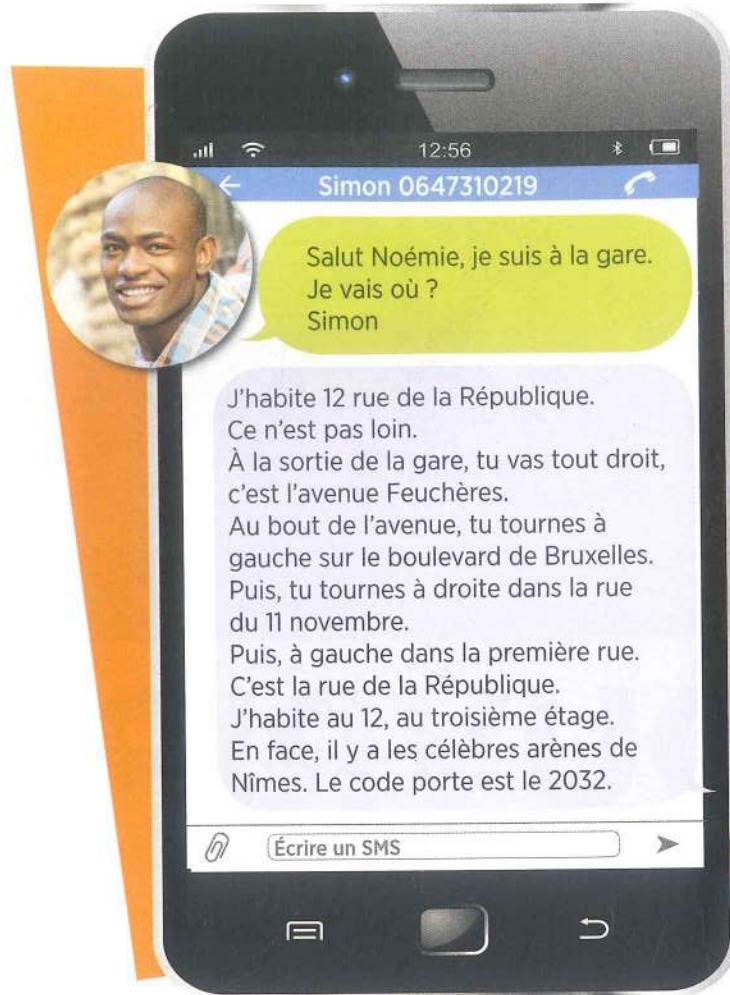 12:56
Simon 0647310219
Salut Noémie, je suis à la gare.
Je vais où ?
Simon
J'habite 12 rue de la République.
Ce n'est pas loin.
À la sortie de la gare, tu vas tout droit,
c'est l'avenue Feuchères.
Au bout de l'avenue, tu tournes à
gauche sur le boulevard de Bruxelles.
Puis, tu tournes à droite dans la rue
du 11 novembre.
Puis, à gauche dans la première rue.
C'est la rue de la République.
J'habite au 12, au troisième étage.
En face, il y a les célèbres arènes de
Nîmes. Le code porte est le 2032.
Écrire un SMS